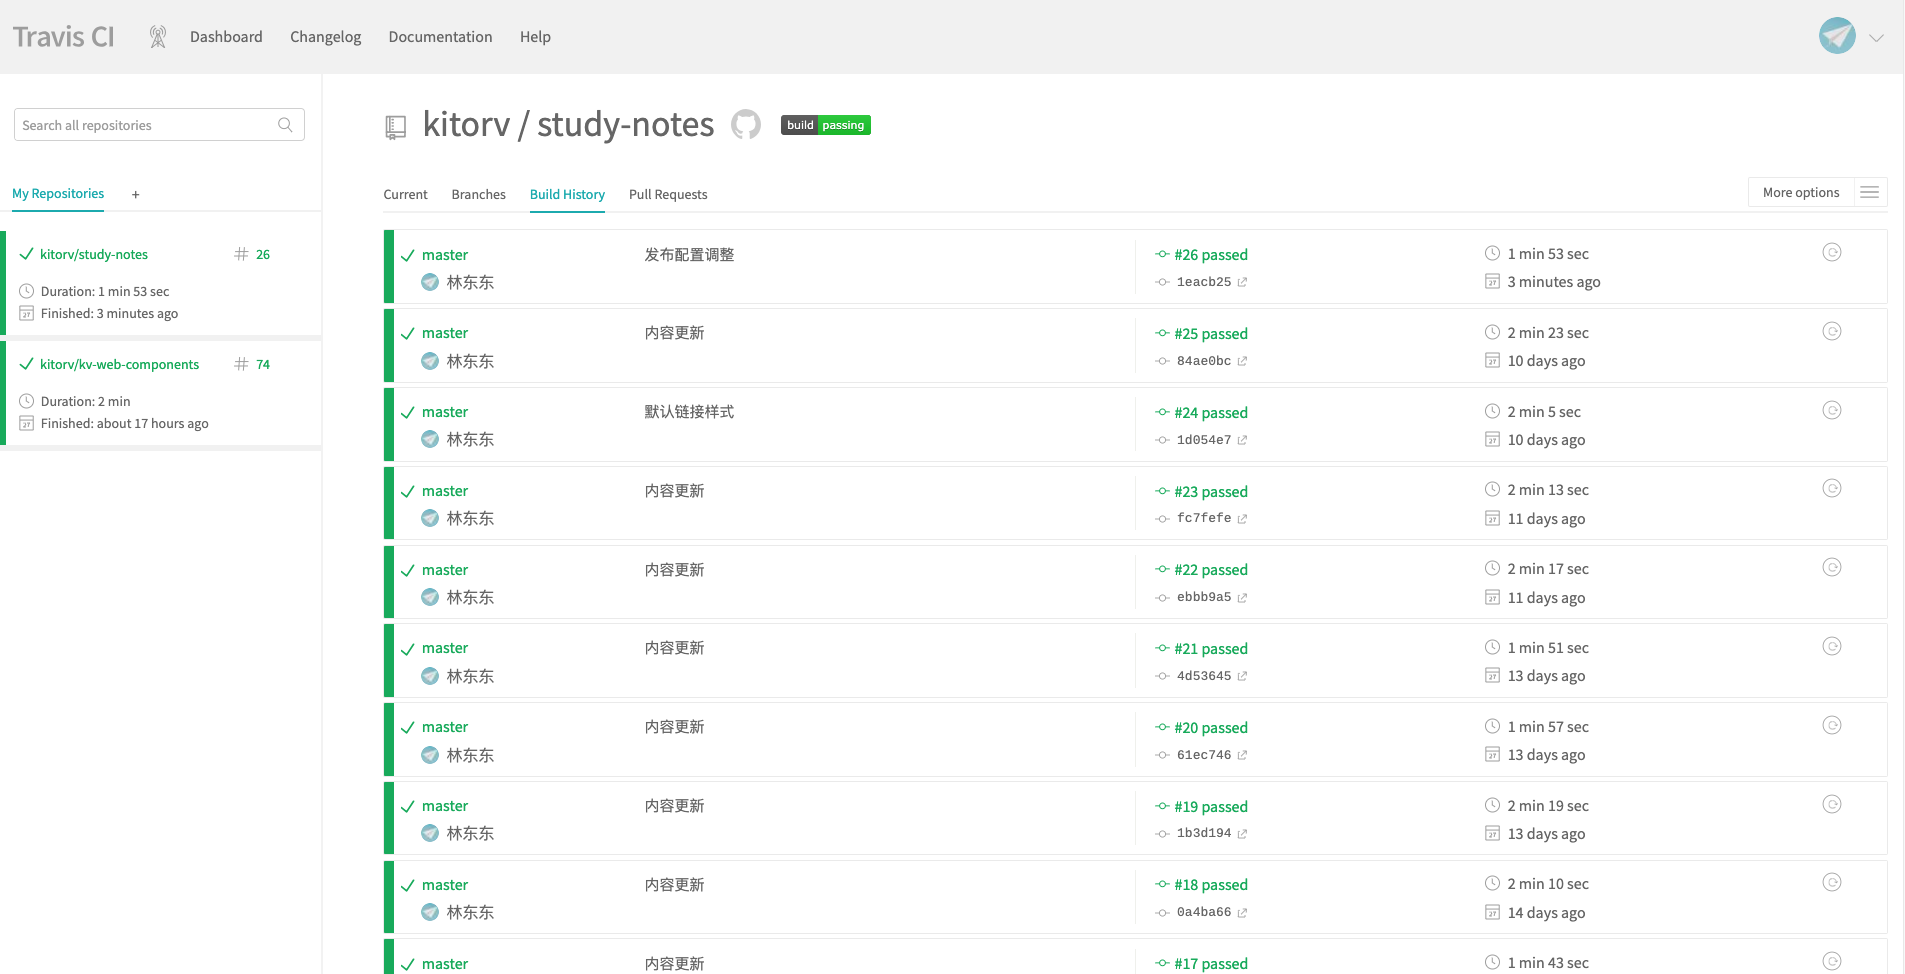 Travis CI
Dashboard Changelog Documentation Help
Search all repositories
My Repositories +
kitorv/study-notes # 26
Duration: 1 min 53 sec
Finished: 3 minutes ago
kitorv/kv-web-components # 74
Duration: 2 min
Finished: about 17 hours ago
kitorv / study-notes build passing
Current Branches Build History Pull Requests More options
master 发布配置调整 #26 passed 1 min 53 sec
林东东 1eacb25 3 minutes ago
master 内容更新 #25 passed 2 min 23 sec
林东东 84ae0bc 10 days ago
master 默认链接样式 #24 passed 2 min 5 sec
林东东 1d054e7 10 days ago
master 内容更新 #23 passed 2 min 13 sec
林东东 fc7fefe 11 days ago
master 内容更新 #22 passed 2 min 17 sec
林东东 ebbb9a5 11 days ago
master 内容更新 #21 passed 1 min 51 sec
林东东 4d53645 13 days ago
master 内容更新 #20 passed 1 min 57 sec
林东东 61ec746 13 days ago
master 内容更新 #19 passed 2 min 19 sec
林东东 1b3d194 13 days ago
master 内容更新 #18 passed 2 min 10 sec
林东东 0a4ba66 14 days ago
master 内容更新 #17 passed 1 min 43 sec